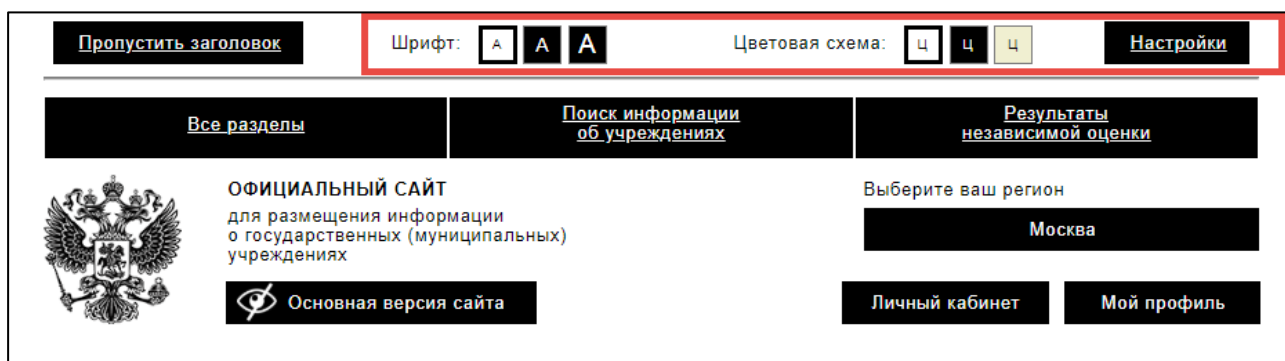 Пропустить заголовок Шрифт: А А А Цветовая схема: Ц Ц Ц Настройки
Все разделы
Поиск информации
об учреждениях
Результаты
независимой оценки
ОФИЦИАЛЬНЫЙ САЙТ
для размещения информации
о государственных (муниципальных)
учреждениях
Основная версия сайта
Выберите ваш регион
Москва
Личный кабинет Мой профиль